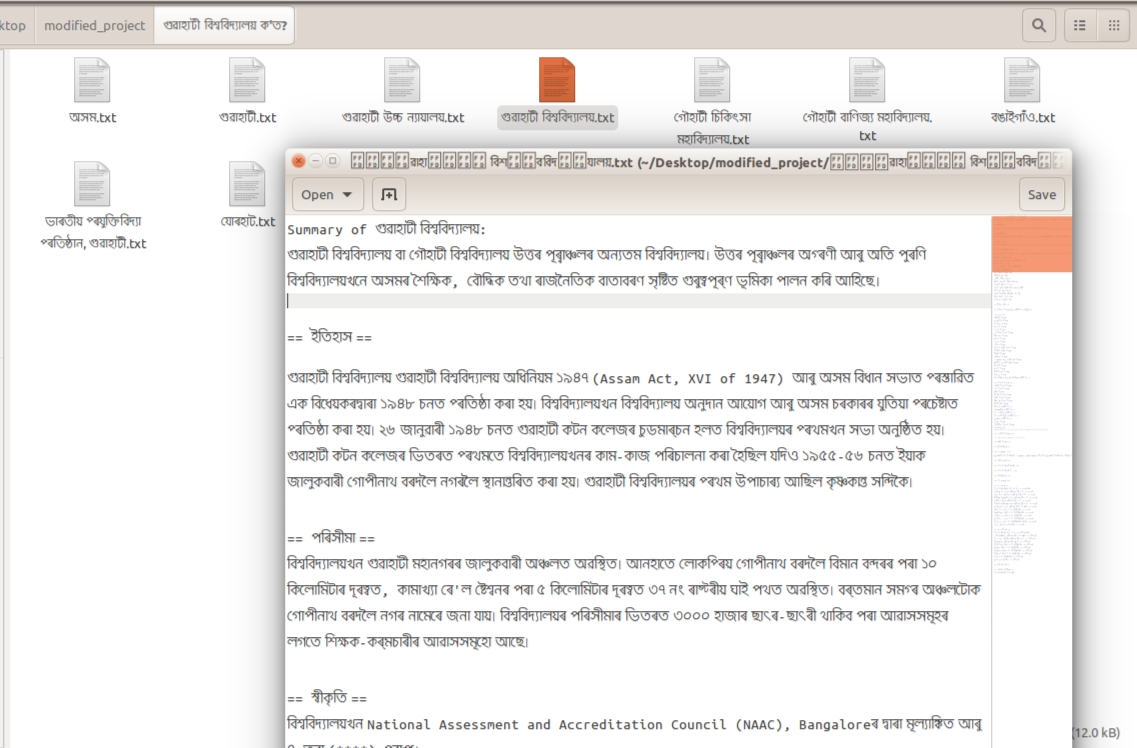 ktop modified_project গুৱাহাটী বিশ্ববিদ্যালয় ক'ত?
অসম.txt
গুৱাহাটী.txt
গুৱাহাটী উচ্চ ন্যায়ালয়.txt
গুৱাহাটী বিশ্ববিদ্যালয়.txt
গৌহাটী চিকিৎসা
মহাবিদ্যালয়.txt
গৌহাটী বাণিজ্য মহাবিদ্যালয়.
txt
বঙাইগাঁও.txt
ভাৰতীয় প্ৰযুক্তিবিদ্যা
প্ৰতিষ্ঠান, গুৱাহাটী.txt
যোৰহাট.txt
.txt (~/Desktop/modified_project/
Open Save
Summary of গুৱাহাটী বিশ্ববিদ্যালয়:
গুৱাহাটী বিশ্ববিদ্যালয় বা গৌহাটী বিশ্ববিদ্যালয় উত্তৰ পূৰ্বাঞ্চলৰ অন্যতম বিশ্ববিদ্যালয়। উত্তৰ পূৰ্বাঞ্চলৰ অগ্ৰণী আৰু অতি পুৰণি
বিশ্ববিদ্যালয়খনে অসমৰ শৈক্ষিক, বৌদ্ধিক তথা ৰাজনৈতিক বাতাবৰণ সৃষ্টিত গুৰুত্বপূৰ্ণ ভূমিকা পালন কৰি আহিছে।
== ইতিহাস ==
গুৱাহাটী বিশ্ববিদ্যালয় গুৱাহাটী বিশ্ববিদ্যালয় অধিনিয়ম ১৯৪৭ (Assam Act, XVI of 1947) আৰু অসম বিধান সভাত প্ৰস্তাৱিত
এক বিধেয়কৰদ্বাৰা ১৯৪৮ চনত প্ৰতিষ্ঠা কৰা হয়। বিশ্ববিদ্যালয়খন বিশ্ববিদ্যালয় অনুদান আয়োগ আৰু অসম চৰকাৰৰ যুতিয়া প্ৰচেষ্টাত
প্ৰতিষ্ঠা কৰা হয়। ২৬ জানুৱাৰী ১৯৪৮ চনত গুৱাহাটী কটন কলেজৰ চুডমাৰ্চন হলত বিশ্ববিদ্যালয়ৰ প্ৰথমখন সভা অনুষ্ঠিত হয়।
গুৱাহাটী কটন কলেজৰ ভিতৰত প্ৰথমতে বিশ্ববিদ্যালয়খনৰ কাম-কাজ পৰিচালনা কৰা হৈছিল যদিও ১৯৫৫-৫৬ চনত ইয়াক
জালুকবাৰী গোপীনাথ বৰদলৈ নগৰলৈ স্থানান্তৰিত কৰা হয়। গুৱাহাটী বিশ্ববিদ্যালয়ৰ প্ৰথম উপাচাৰ্য্য আছিল কৃষ্ণকান্ত সন্দিকৈ।
== পৰিসীমা ==
বিশ্ববিদ্যালয়খন গুৱাহাটী মহানগৰৰ জালুকবাৰী অঞ্চলত অৱস্থিত। আনহাতে লোকপ্ৰিয় গোপীনাথ বৰদলৈ বিমান বন্দৰৰ পৰা ১০
কিলোমিটাৰ দূৰত্বত, কামাখ্যা ৰে'ল ষ্টেশ্বনৰ পৰা ৫ কিলোমিটাৰ দূৰত্বত ৩৭ নং ৰাষ্ট্ৰীয় ঘাই পথত অৱস্থিত। বৰ্ত্তমান সমগ্ৰ অঞ্চলটোক
গোপীনাথ বৰদলৈ নগৰ নামেৰে জনা যায়। বিশ্ববিদ্যালয়ৰ পৰিসীমাৰ ভিতৰত ৩০০০ হাজাৰ ছাত্ৰ-ছাত্ৰী থাকিব পৰা আৱাসসমূহৰ
লগতে শিক্ষক-কৰ্মচাৰীৰ আৱাসসমূহো আছে।
== স্বীকৃতি ==
বিশ্ববিদ্যালয়খন National Assessment and Accreditation Council (NAAC), Bangaloreৰ দ্বাৰা মূল্যাঙ্কিত আৰু
(12.0 kB)